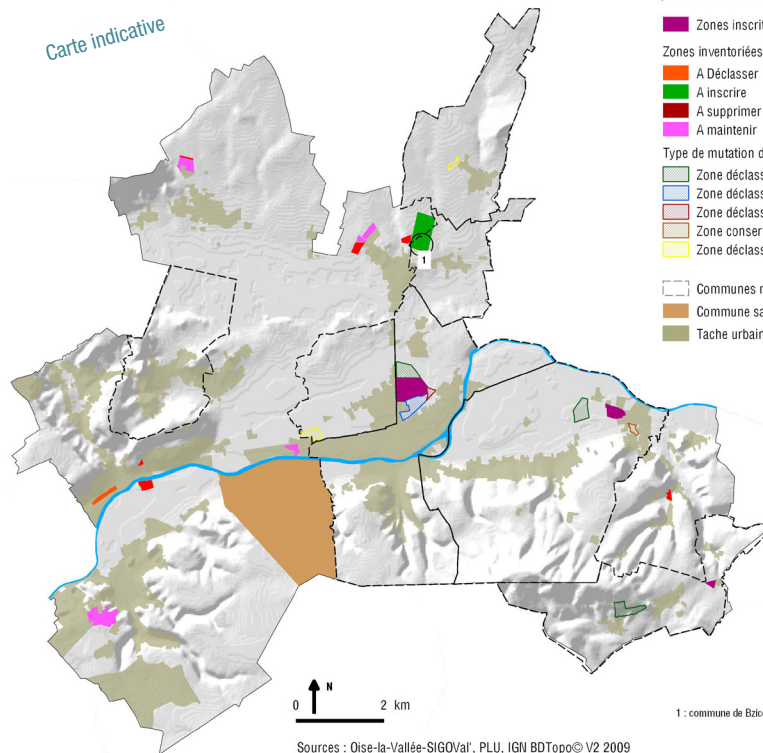 Carte indicative
Zones inscrit
Zones inventoriées
A Déclasser
A inscrire
A supprimer
A maintenir
Type de mutation d
Zone déclass
Zone déclass
Zone déclass
Zone conser
Zone déclass
Communes n
Commune sa
Tache urbain
1
N
0 2 km
1 : commune de Bzico
Sources : Oise-la-Vallée-SIGOVal', PLU, IGN BDTopo© V2 2009